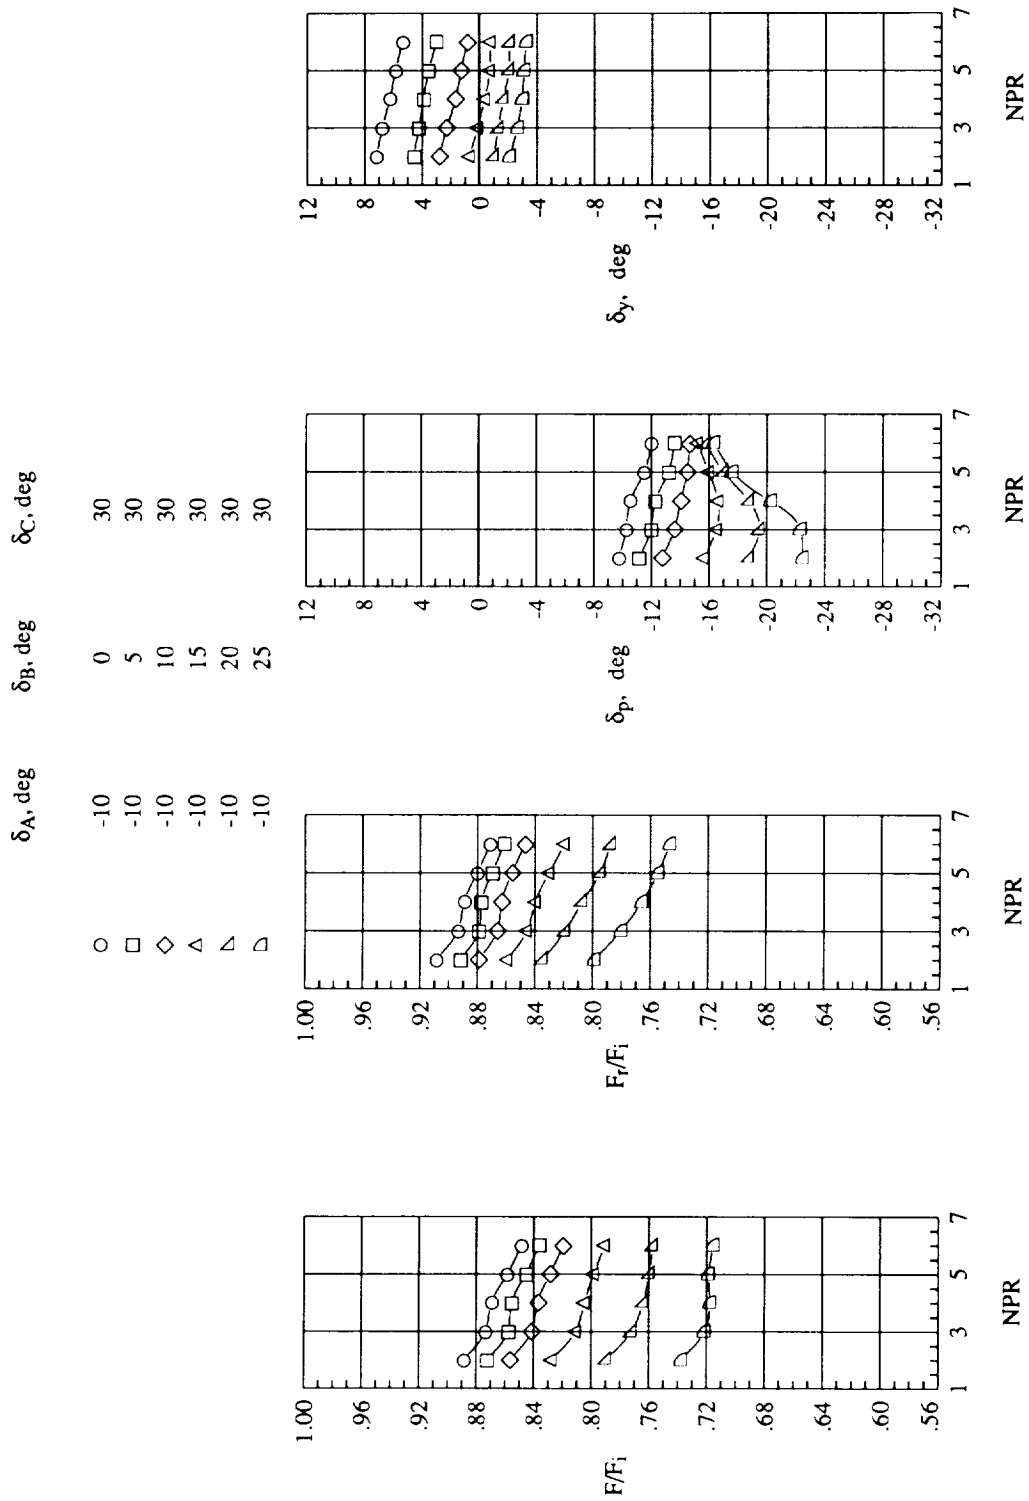 δA, deg δB, deg δC, deg
-10 0 30
-10 5 30
-10 10 30
-10 15 30
-10 20 30
-10 25 30
1.00
.96
.92
.88
.84
.80
.76
.72
.68
.64
.60
.56
F/Fi
1 3 5 7
NPR
1.00
.96
.92
.88
.84
.80
.76
.72
.68
.64
.60
.56
Fr/Fi
1 3 5 7
NPR
12
8
4
0
-4
-8
-12
-16
-20
-24
-28
-32
δp, deg
1 3 5 7
NPR
12
8
4
0
-4
-8
-12
-16
-20
-24
-28
-32
δy, deg
1 3 5 7
NPR